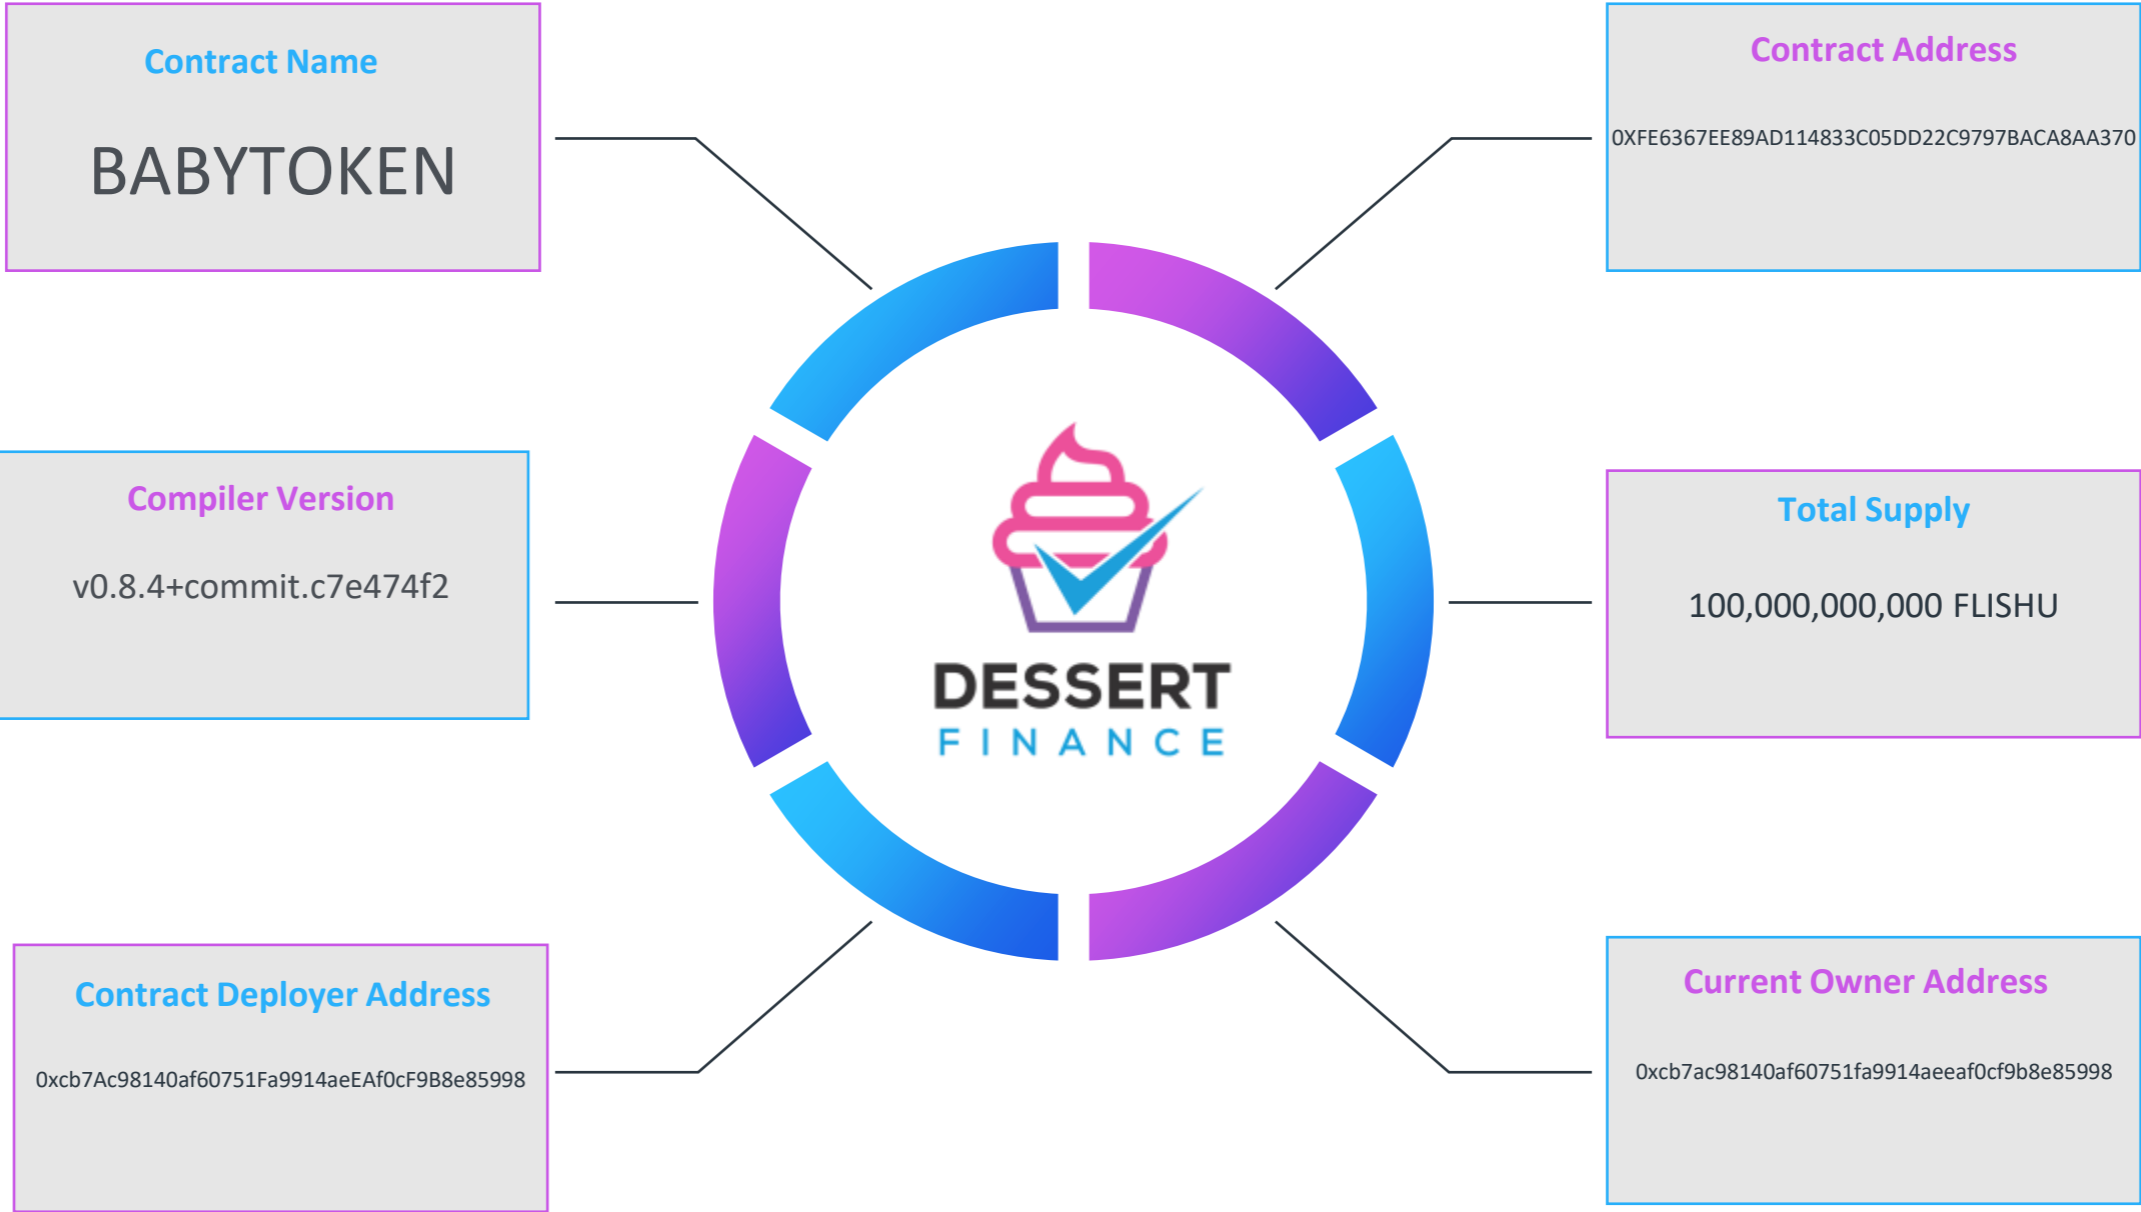 Contract Name
BABYTOKEN
Contract Address
0XFE6367EE89AD114833C05DD22C9797BACA8AA370
Compiler Version
v0.8.4+commit.c7e474f2
DESSERT
FINANCE
Total Supply
100,000,000,000 FLISHU
Contract Deployer Address
0xcb7Ac98140af60751Fa9914aeEAf0cF9B8e85998
Current Owner Address
0xcb7ac98140af60751fa9914aeeaf0cf9b8e85998